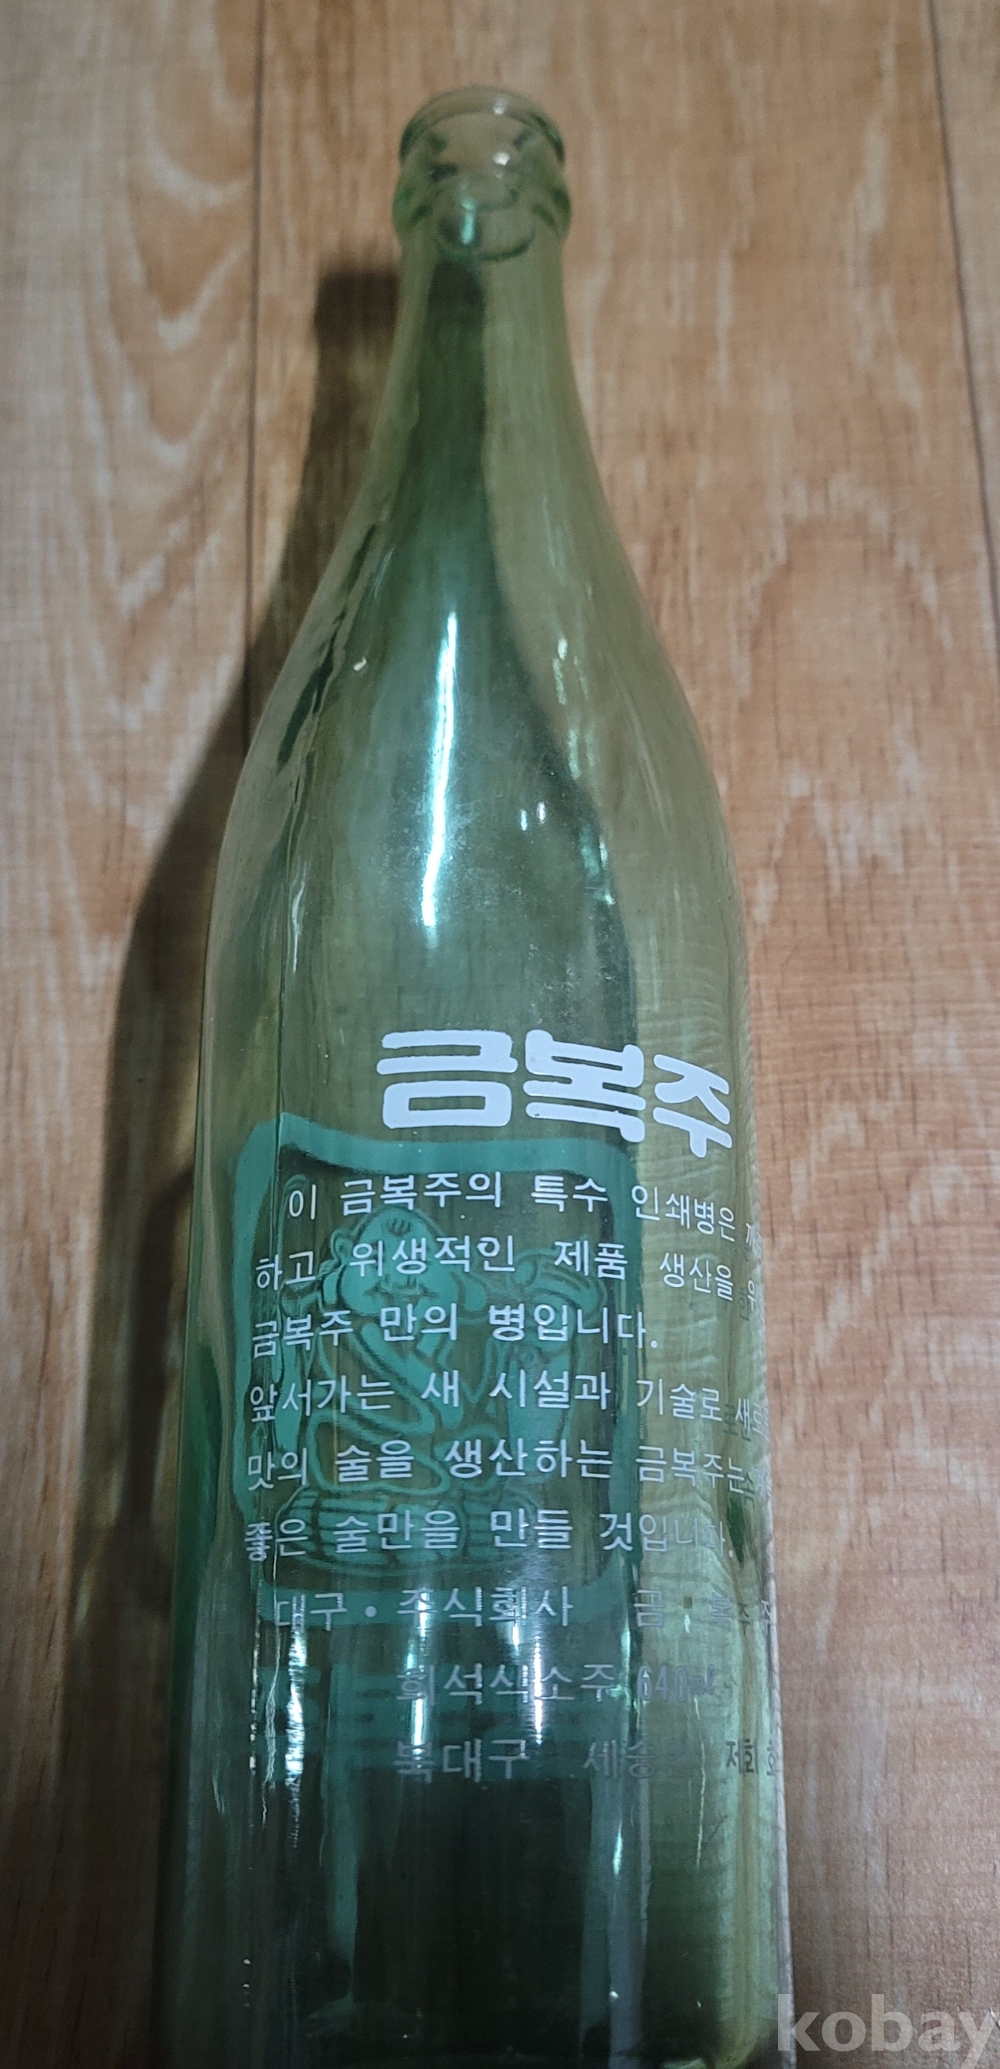 금복주
이 금복주의 특수 인쇄병은
하고 위생적인 제품 생산을
금복주 만의 병입니다.
앞서가는 새 시설과 기술로
맛의 술을 생산하는 금복주는
좋은 술만을 만들 것입니다.
대구·주식회사 금·복주
희석식소주 640㎖
북대구
kobay